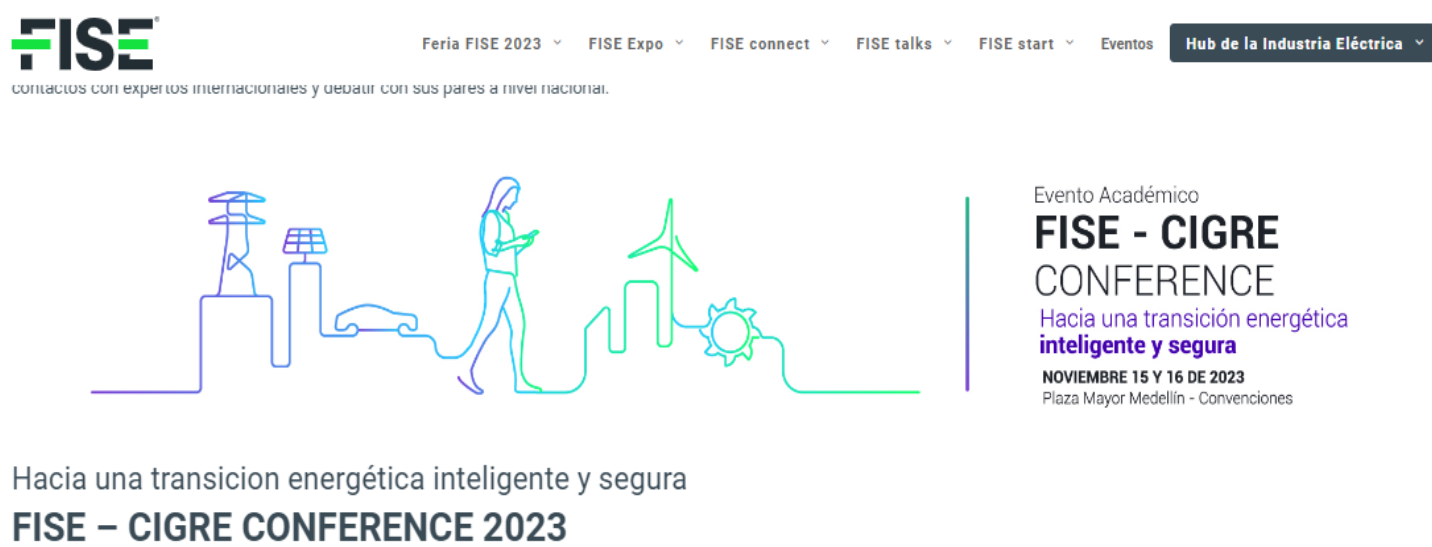 FISE
Feria FISE 2023 FISE Expo FISE connect FISE talks FISE start Eventos Hub de la Industria Eléctrica
contactos con expertos internacionales y debatir con sus pares a nivel nacional.
Evento Académico
FISE - CIGRE
CONFERENCE
Hacia una transición energética
inteligente y segura
NOVIEMBRE 15 Y 16 DE 2023
Plaza Mayor Medellín - Convenciones
Hacia una transicion energética inteligente y segura
FISE – CIGRE CONFERENCE 2023